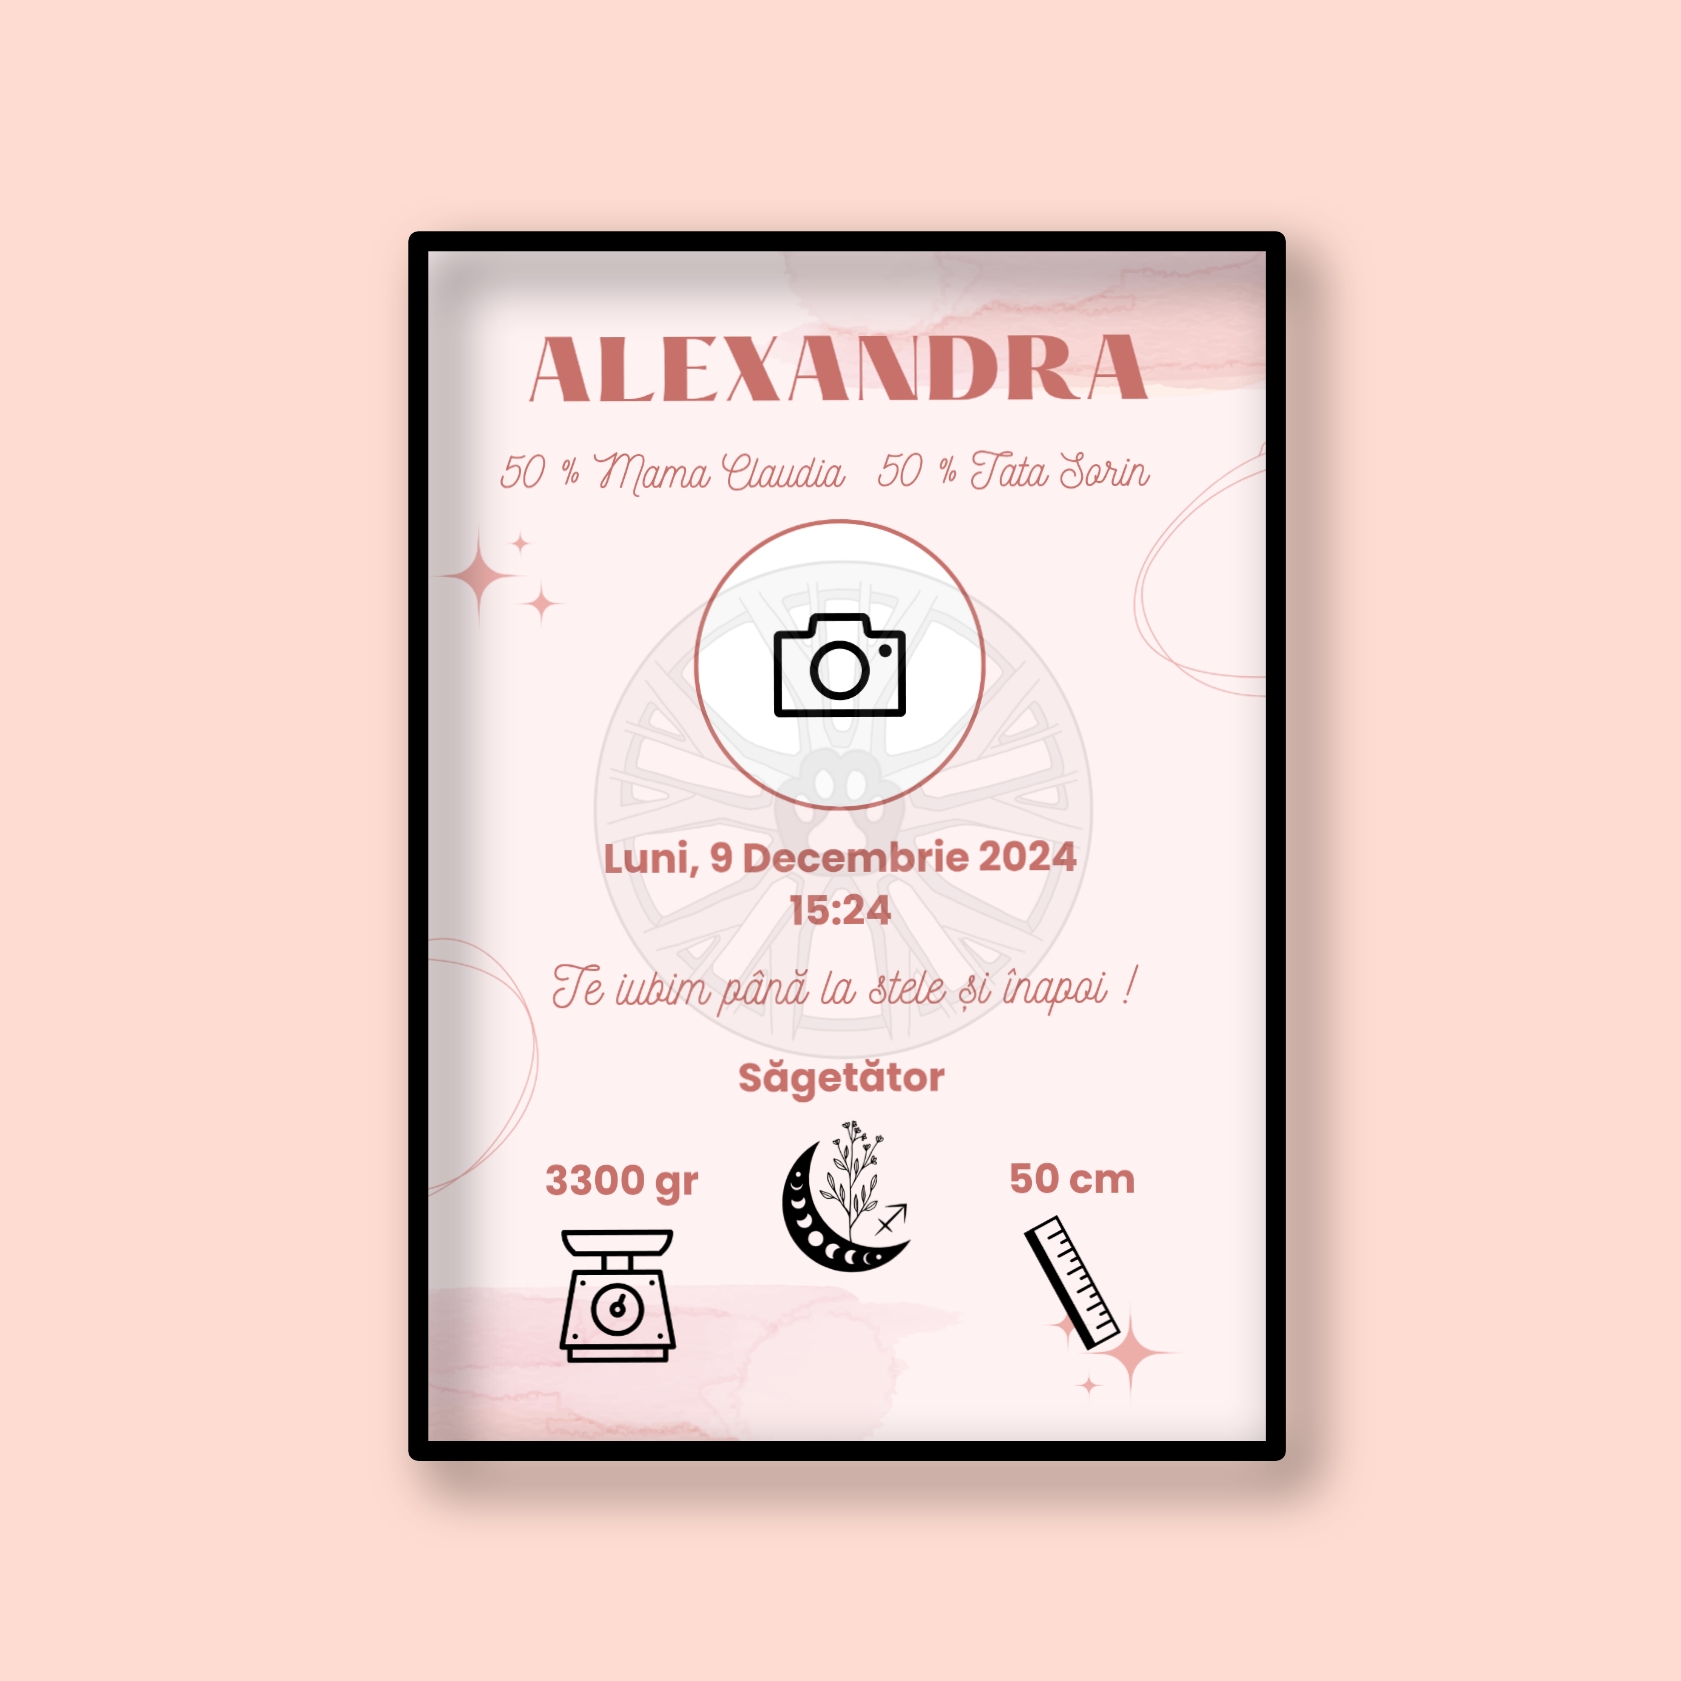 ALEXANDRA
50 % Mama Claudia 50 % Tata Sorin
Luni, 9 Decembrie 2024
15:24
Te iubim până la stele și înapoi !
Săgetător
3300 gr
50 cm